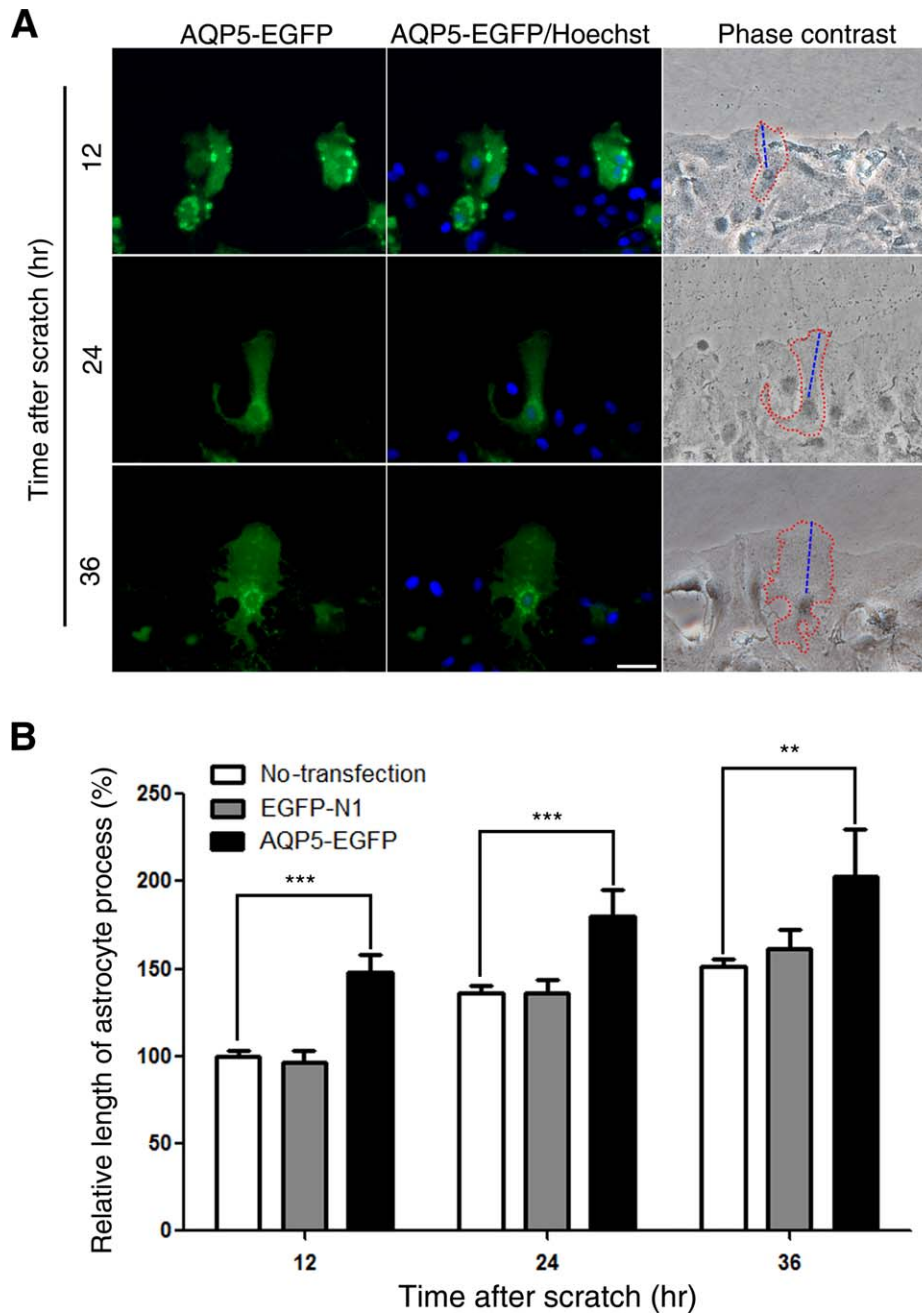 A
AQP5-EGFP
AQP5-EGFP/Hoechst
Phase contrast
Time after scratch (hr)
12
24
36
B
Relative length of astrocyte process (%)
No-transfection
EGFP-N1
AQP5-EGFP
250
200
150
100
50
0
***
***
**
12
24
36
Time after scratch (hr)